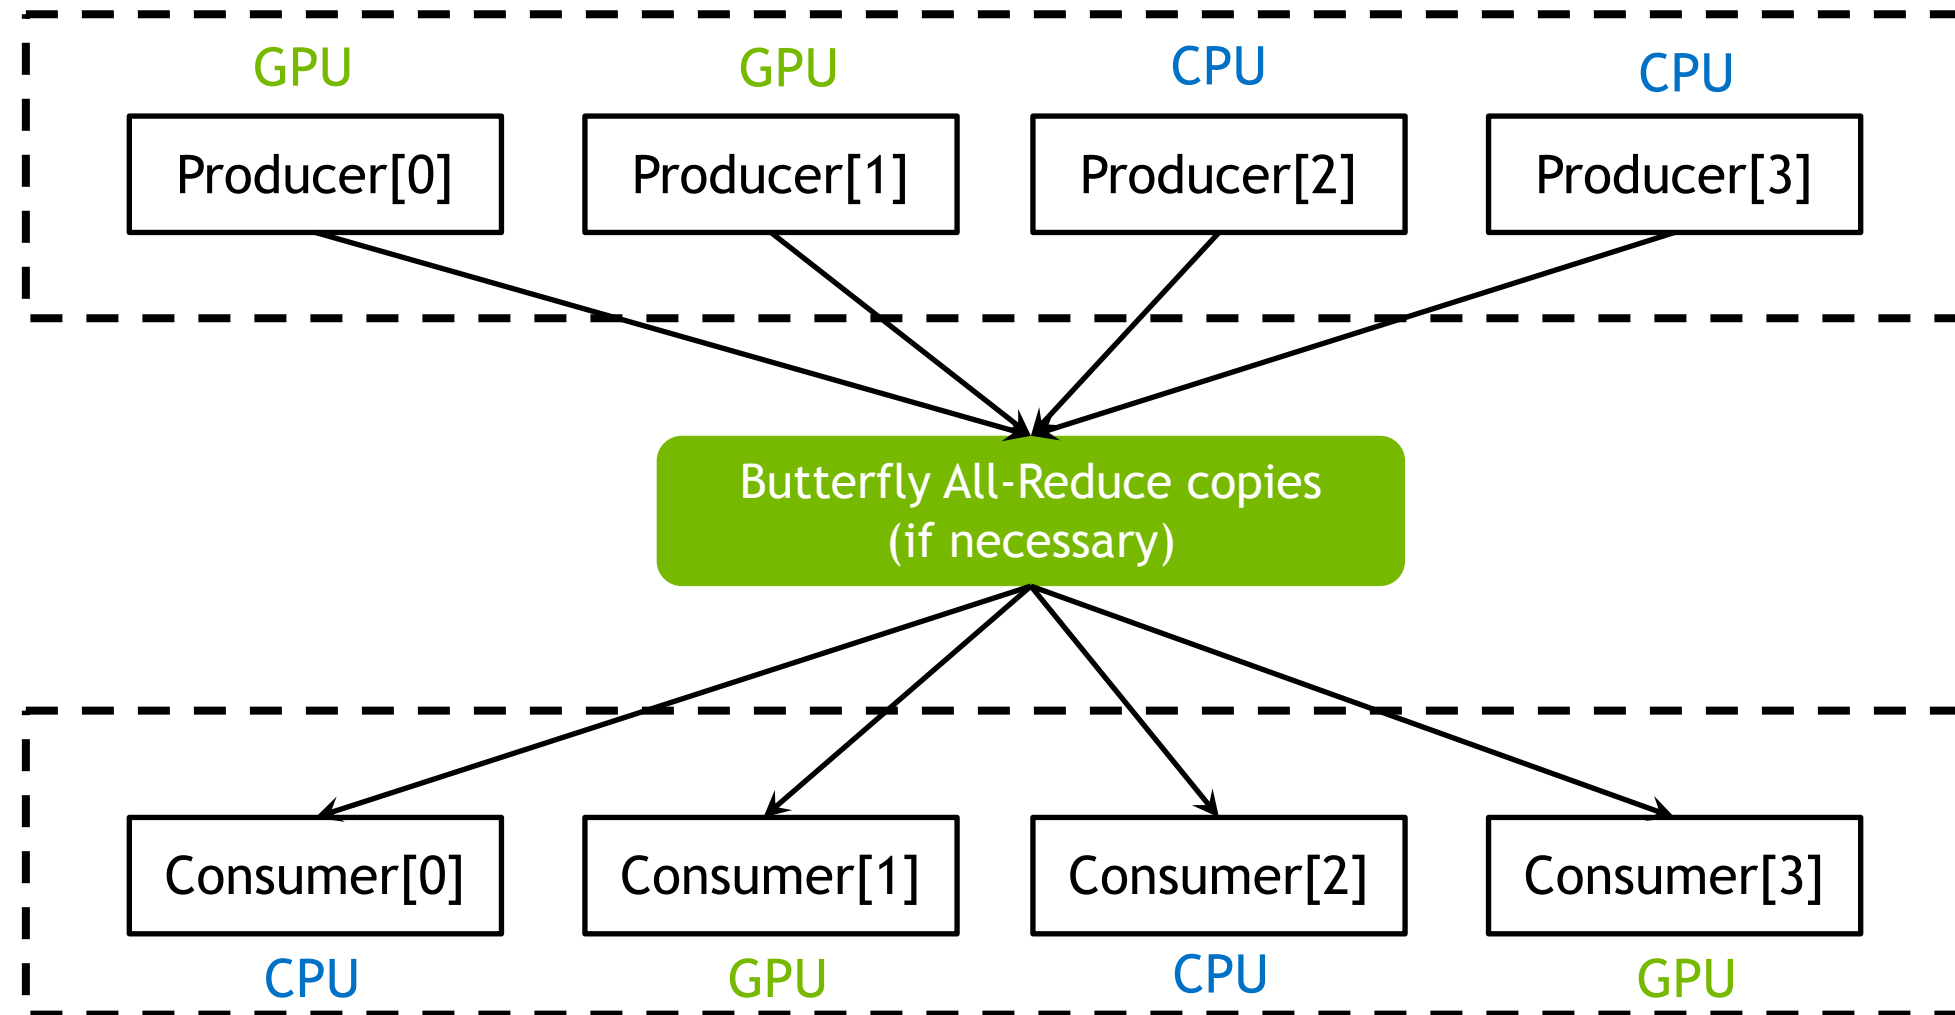 GPU GPU CPU CPU
Producer[0] Producer[1] Producer[2] Producer[3]
Butterfly All-Reduce copies
(if necessary)
Consumer[0] Consumer[1] Consumer[2] Consumer[3]
CPU GPU CPU GPU